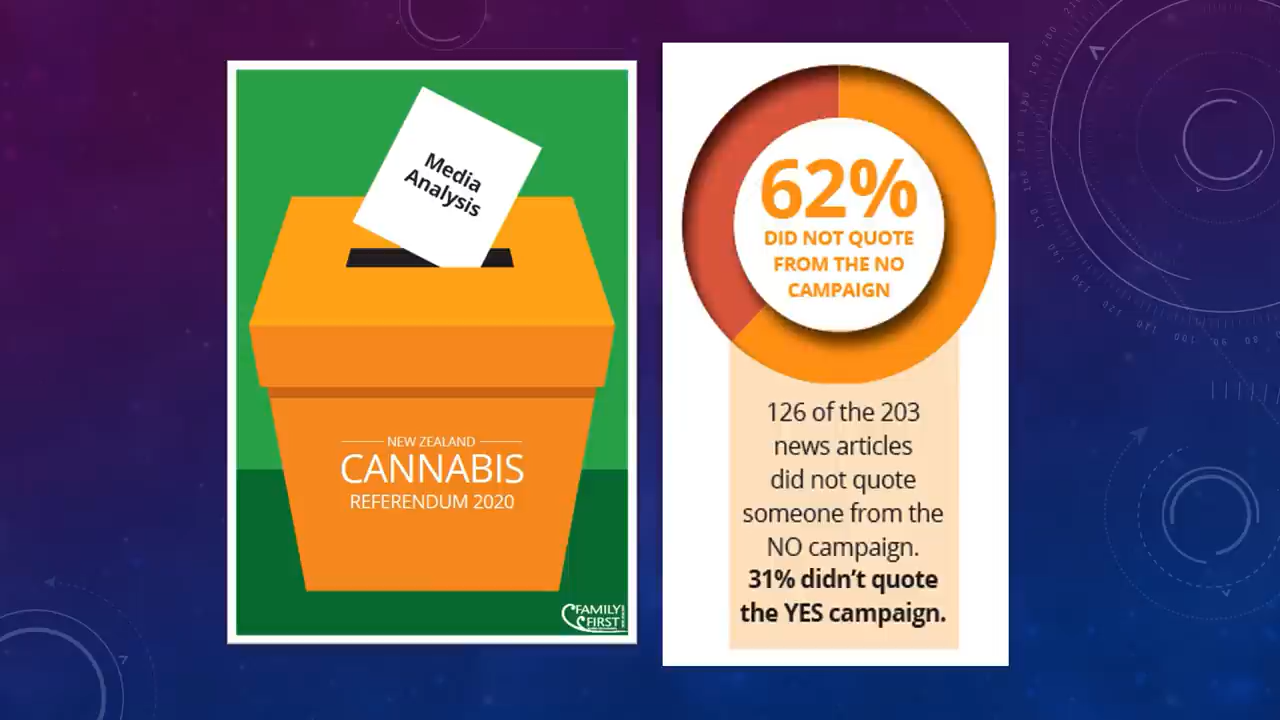 Media
Analysis
NEW ZEALAND
CANNABIS
REFERENDUM 2020
FAMILY
FIRST
62%
DID NOT QUOTE
FROM THE NO
CAMPAIGN
126 of the 203
news articles
did not quote
someone from the
NO campaign.
31% didn't quote
the YES campaign.